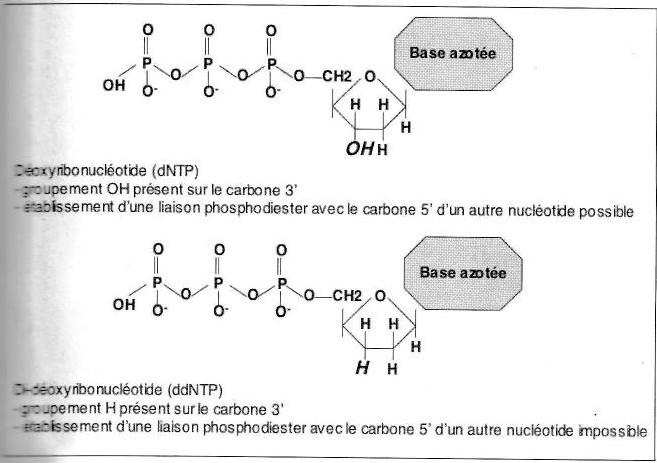 O O O
Base azotée
P P P O CH2 O
OH O O
O- O- O- H H
H
OH H
Déoxyribonucléotide (dNTP)
-groupement OH présent sur le carbone 3'
-établissement d'une liaison phosphodiester avec le carbone 5' d'un autre nucléotide possible
O O O
Base azotée
P P P O CH2 O
OH O O
O- O- O- H H
H
H H
Di-déoxyribonucléotide (ddNTP)
-groupement H présent sur le carbone 3'
-établissement d'une liaison phosphodiester avec le carbone 5' d'un autre nucléotide impossible